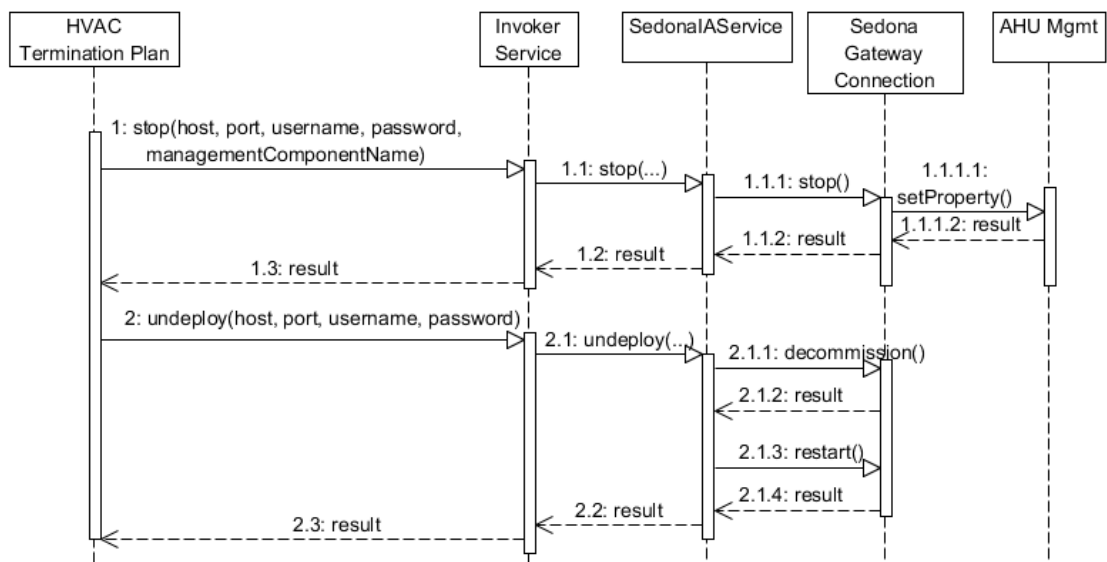 HVAC
Termination Plan
Invoker
Service
SedonaIAService
Sedona
Gateway
Connection
AHU Mgmt
1: stop(host, port, username, password,
managementComponentName)
1.1: stop(...)
1.1.1: stop()
1.1.1.1:
setProperty()
1.1.1.2: result
1.1.2: result
1.2: result
1.3: result
2: undeploy(host, port, username, password)
2.1: undeploy(...)
2.1.1: decommission()
2.1.2: result
2.1.3: restart()
2.1.4: result
2.2: result
2.3: result